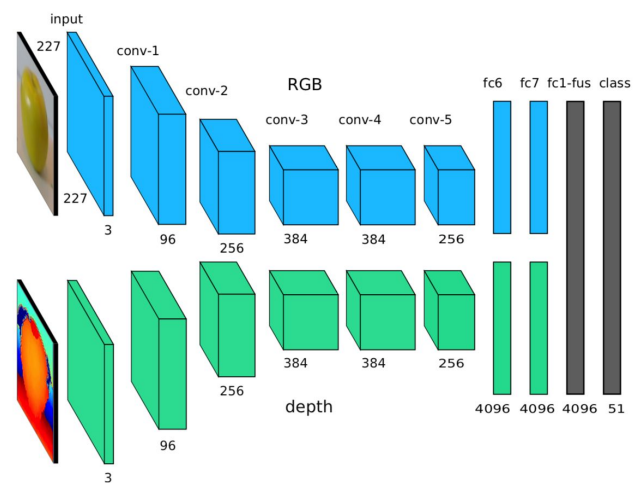 input
227
conv-1
conv-2
RGB
conv-3
conv-4
conv-5
fc6
fc7
fc1-fus
class
227
3
96
256
384
384
256
3
96
256
384
384
256
depth
4096
4096
4096
51